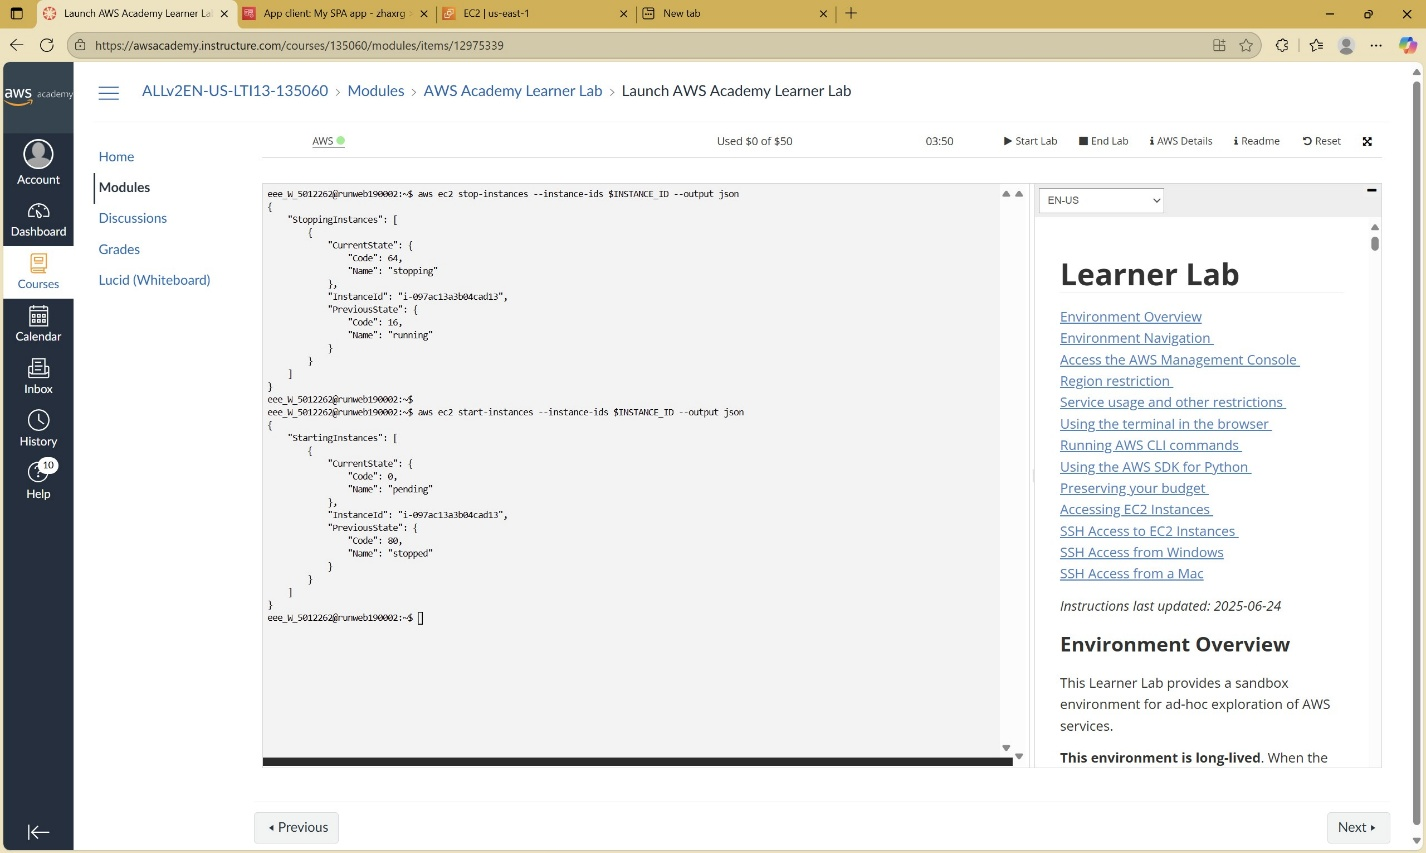 Launch AWS Academy Learner La
App client: My SPA app - zhaxrg
EC2 | us-east-1
New tab
https://awsacademy.instructure.com/courses/135060/modules/items/12975339
aws academy
Account
Dashboard
Courses
Calendar
Inbox
History
10
Help
ALLv2EN-US-LTI13-135060 > Modules > AWS Academy Learner Lab > Launch AWS Academy Learner Lab
Home
Modules
Discussions
Grades
Lucid (Whiteboard)
AWS Used $0 of $50 03:50 Start Lab End Lab AWS Details Readme Reset
eee_W_5012262@runweb190002:~$ aws ec2 stop-instances --instance-ids $INSTANCE_ID --output json
{
"StoppingInstances": [
{
"CurrentState": {
"Code": 64,
"Name": "stopping"
},
"InstanceId": "i-097ac13a3b04cad13",
"PreviousState": {
"Code": 16,
"Name": "running"
}
}
]
}
eee_W_5012262@runweb190002:~$
eee_W_5012262@runweb190002:~$ aws ec2 start-instances --instance-ids $INSTANCE_ID --output json
{
"StartingInstances": [
{
"CurrentState": {
"Code": 0,
"Name": "pending"
},
"InstanceId": "i-097ac13a3b04cad13",
"PreviousState": {
"Code": 80,
"Name": "stopped"
}
}
]
}
eee_W_5012262@runweb190002:~$
EN-US
Learner Lab
Environment Overview
Environment Navigation
Access the AWS Management Console
Region restriction
Service usage and other restrictions
Using the terminal in the browser
Running AWS CLI commands
Using the AWS SDK for Python
Preserving your budget
Accessing EC2 Instances
SSH Access to EC2 Instances
SSH Access from Windows
SSH Access from a Mac
Instructions last updated: 2025-06-24
Environment Overview
This Learner Lab provides a sandbox
environment for ad-hoc exploration of AWS
services.
This environment is long-lived. When the
Previous
Next